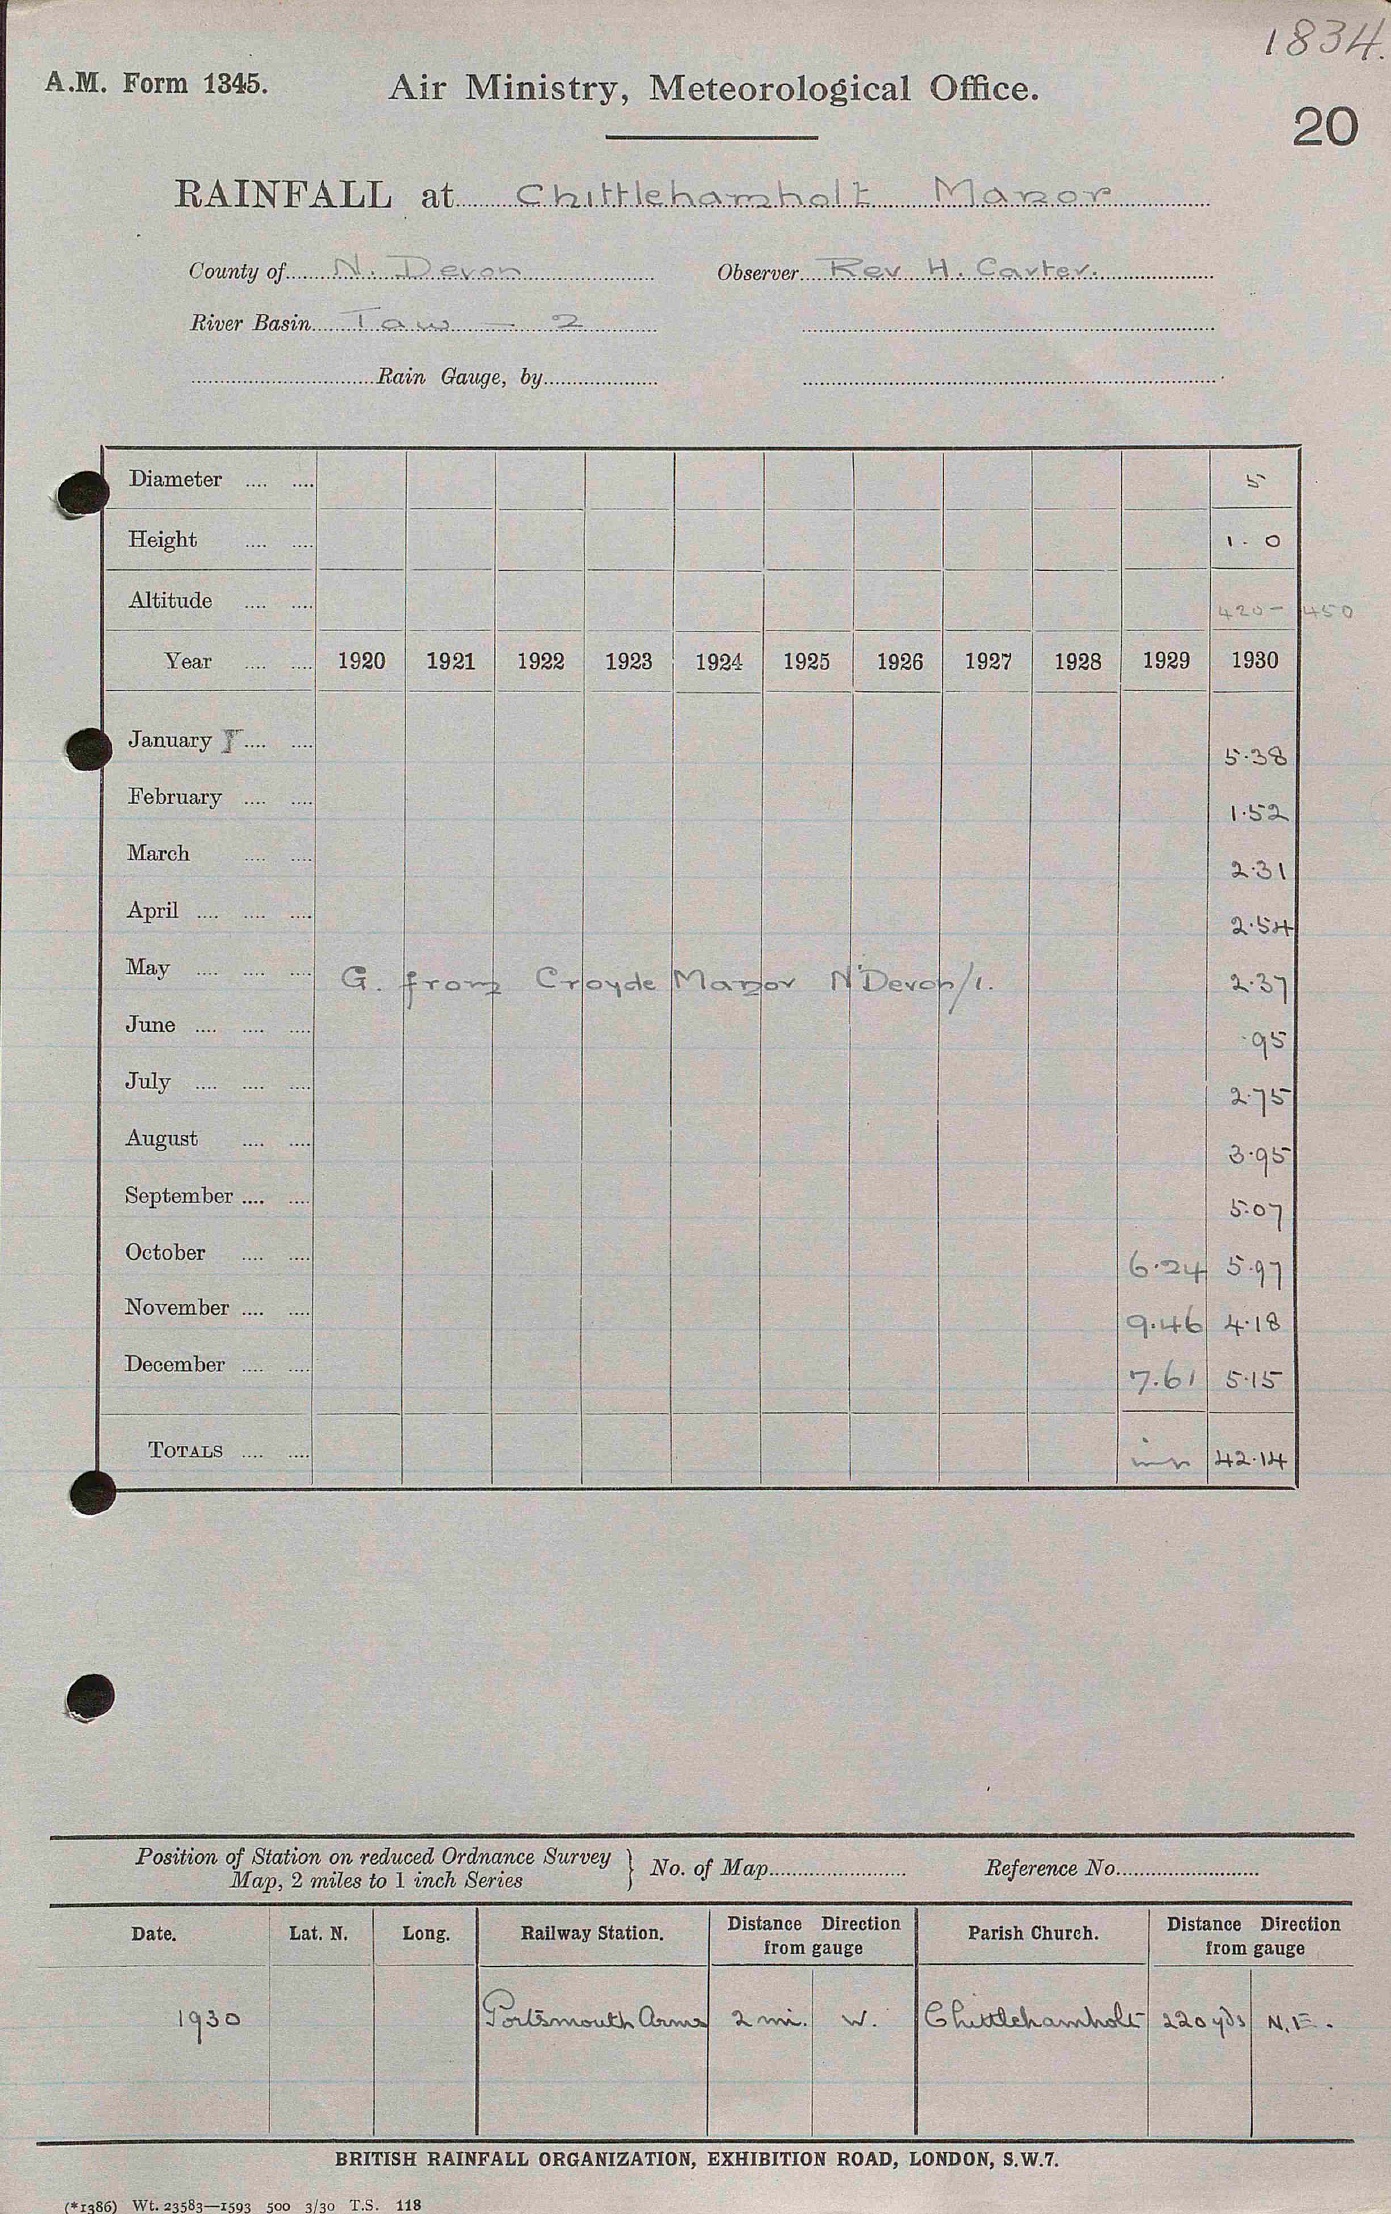 1834.
A.M. Form 1345. Air Ministry, Meteorological Office.
20
RAINFALL at Chittlehamholt Manor
County of N. Devon Observer Rev H. Carter.
River Basin Taw — 2
Rain Gauge, by
Diameter .... .... 5
Height .... .... 1 . 0
Altitude .... .... 420 – 450
Year .... .... 1920 1921 1922 1923 1924 1925 1926 1927 1928 1929 1930
January .... .... 5.38
February .... .... 1.52
March .... .... 2.31
April .... .... .... 2.54
May .... .... .... G. from Croyde Manor N'Devon/1. 2.37
June .... .... .... .95
July .... .... .... 2.75
August .... .... 3.95
September .... .... 5.07
October .... .... 6.24 5.97
November .... .... 9.46 4.18
December .... .... 7.61 5.15
TOTALS .... .... 42.14
Position of Station on reduced Ordnance Survey
Map, 2 miles to 1 inch Series } No. of Map Reference No.
Date. Lat. N. Long. Railway Station. Distance Direction from gauge Parish Church. Distance Direction from gauge
1930 Portsmouth Arms 2 mi. W. Chittlehamholt 220 yds N.E.
BRITISH RAINFALL ORGANIZATION, EXHIBITION ROAD, LONDON, S.W.7.
(*1386) Wt. 23583—1593 500 3/30 T.S. 118